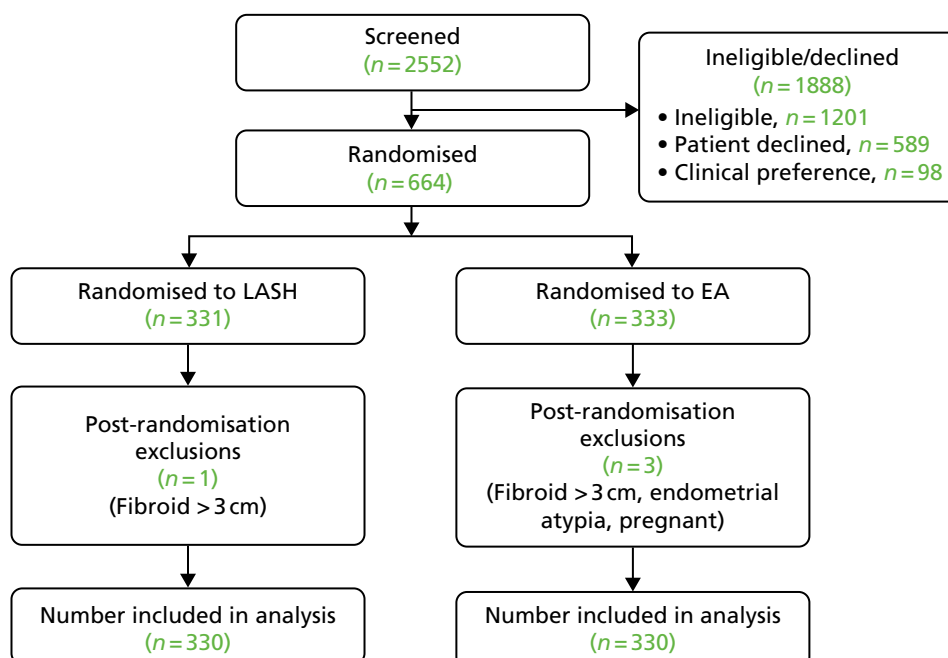 Screened
(n=2552)
Ineligible/declined
(n=1888)
• Ineligible, n=1201
• Patient declined, n=589
• Clinical preference, n=98
Randomised
(n=664)
Randomised to LASH
(n=331)
Randomised to EA
(n=333)
Post-randomisation
exclusions
(n=1)
(Fibroid >3 cm)
Post-randomisation
exclusions
(n=3)
(Fibroid >3 cm, endometrial
atypia, pregnant)
Number included in analysis
(n=330)
Number included in analysis
(n=330)